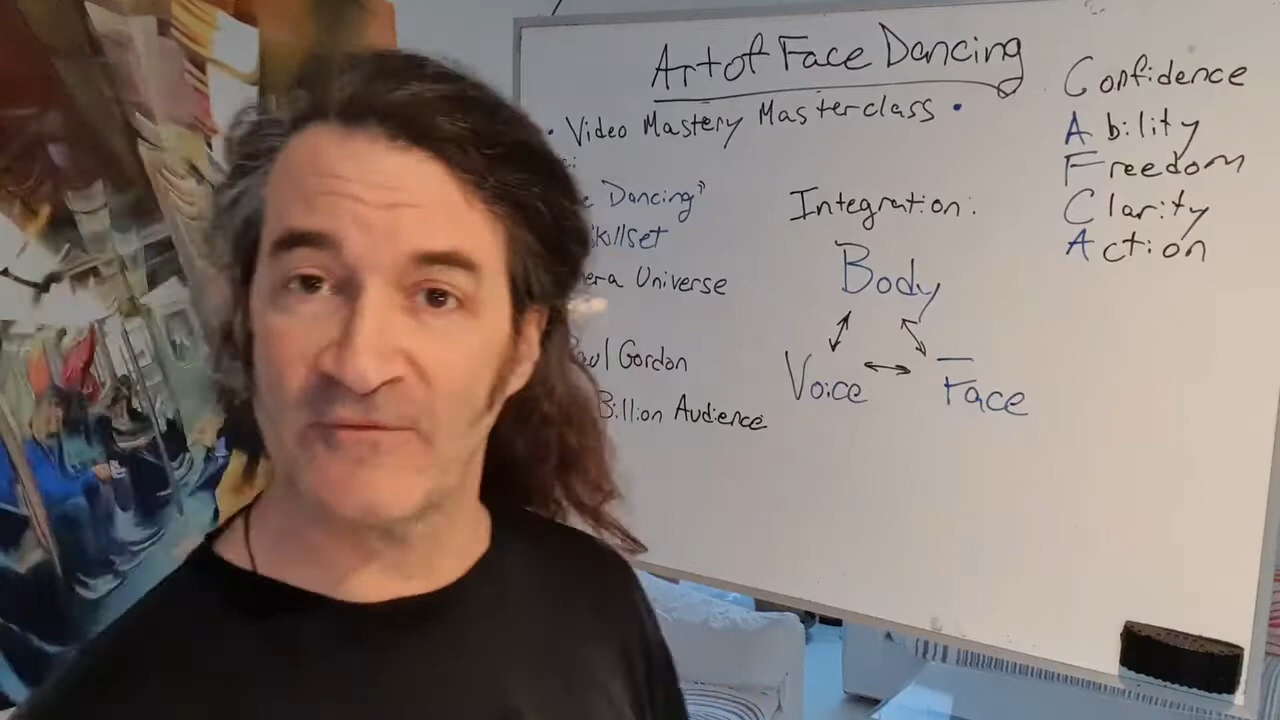 Art of Face Dancing
• Video Mastery Masterclass •
:
Dancing"
skillset
Universe
Paul Gordon
Billion Audience
Integration:
Body
Voice
Face
Confidence
Ability
Freedom
Clarity
Action